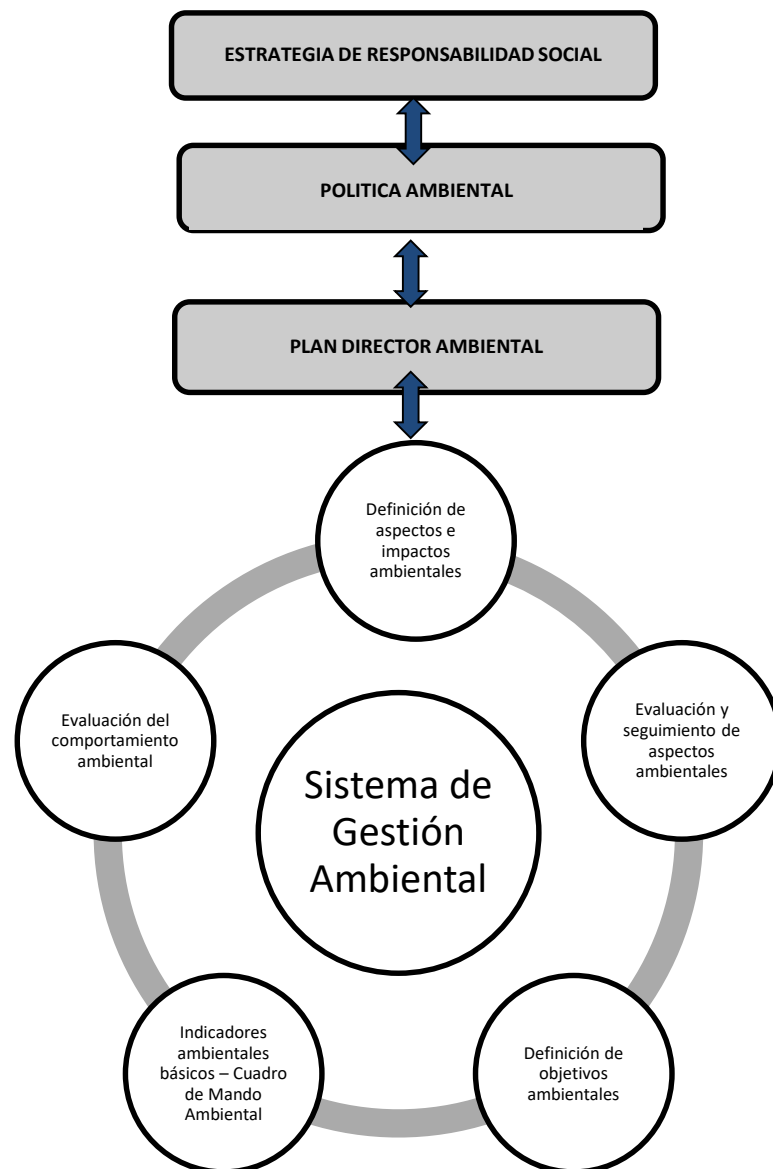 ESTRATEGIA DE RESPONSABILIDAD SOCIAL
POLITICA AMBIENTAL
PLAN DIRECTOR AMBIENTAL
Definición de
aspectos e
impactos
ambientales
Evaluación y
seguimiento de
aspectos
ambientales
Definición de
objetivos
ambientales
Indicadores
ambientales
básicos – Cuadro
de Mando
Ambiental
Evaluación del
comportamiento
ambiental
Sistema de
Gestión
Ambiental